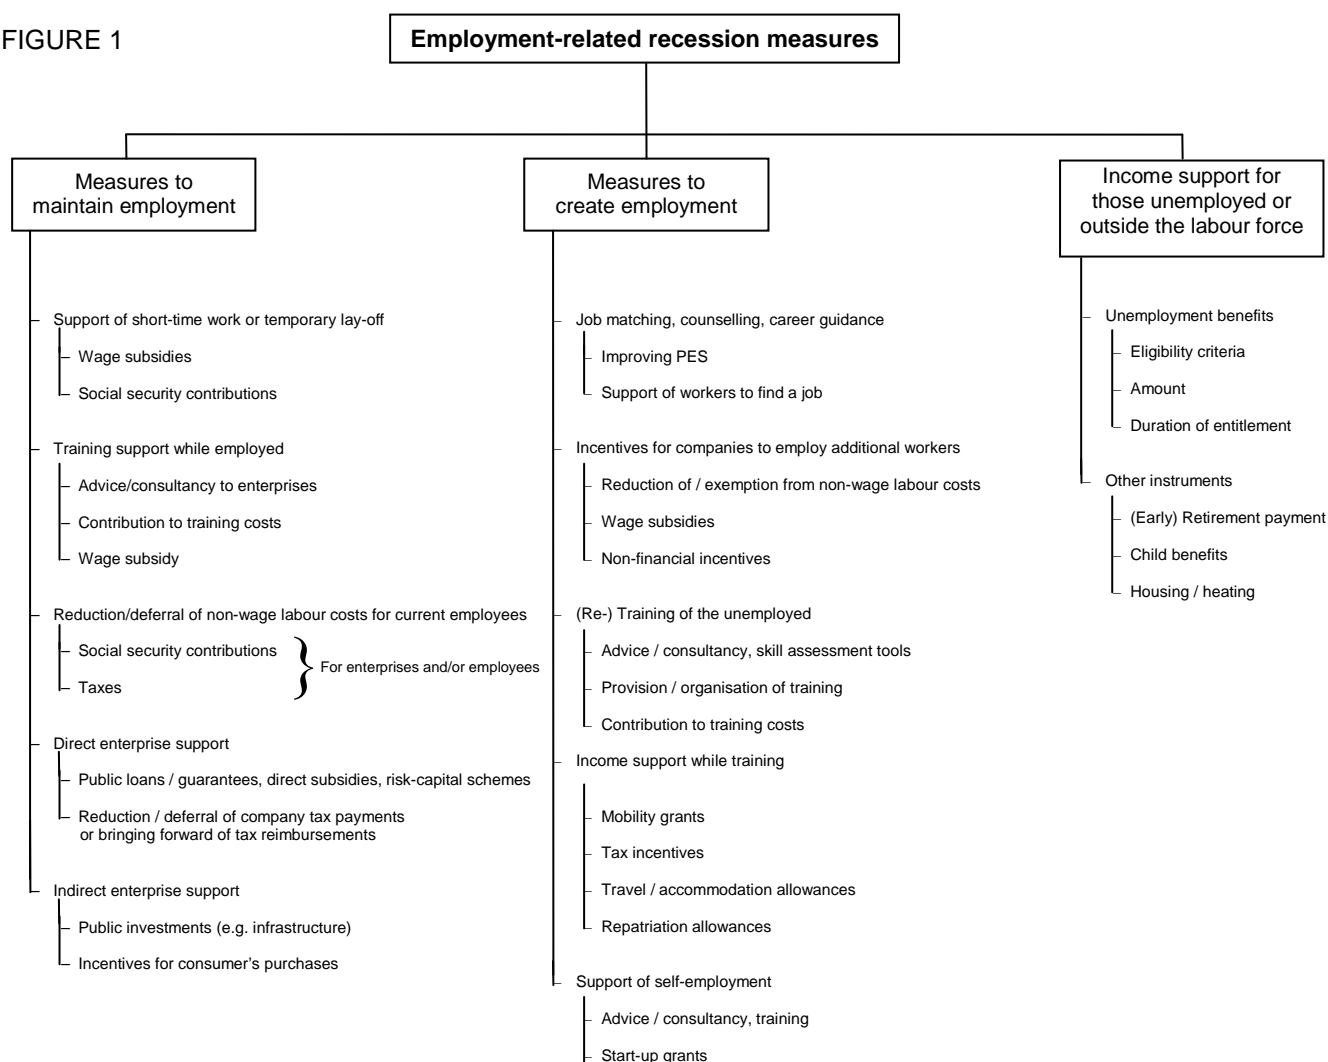 FIGURE 1
Employment-related recession measures
Measures to
maintain employment
Support of short-time work or temporary lay-off
Wage subsidies
Social security contributions
Training support while employed
Advice/consultancy to enterprises
Contribution to training costs
Wage subsidy
Reduction/deferral of non-wage labour costs for current employees
Social security contributions
Taxes
} For enterprises and/or employees
Direct enterprise support
Public loans / guarantees, direct subsidies, risk-capital schemes
Reduction / deferral of company tax payments
or bringing forward of tax reimbursements
Indirect enterprise support
Public investments (e.g. infrastructure)
Incentives for consumer's purchases
Measures to
create employment
Job matching, counselling, career guidance
Improving PES
Support of workers to find a job
Incentives for companies to employ additional workers
Reduction of / exemption from non-wage labour costs
Wage subsidies
Non-financial incentives
(Re-) Training of the unemployed
Advice / consultancy, skill assessment tools
Provision / organisation of training
Contribution to training costs
Income support while training
Mobility grants
Tax incentives
Travel / accommodation allowances
Repatriation allowances
Support of self-employment
Advice / consultancy, training
Start-up grants
Income support for
those unemployed or
outside the labour force
Unemployment benefits
Eligibility criteria
Amount
Duration of entitlement
Other instruments
(Early) Retirement payment
Child benefits
Housing / heating